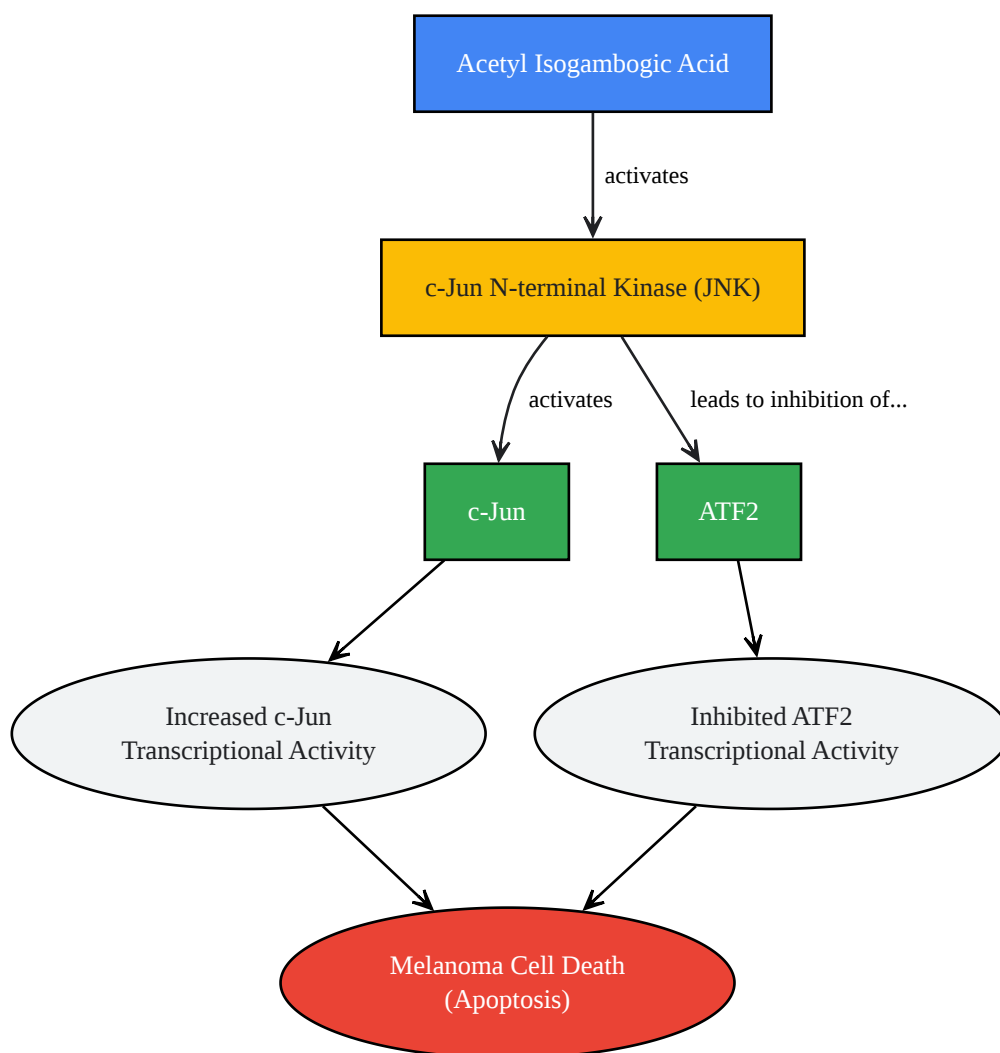 Acetyl Isogambogic Acid
activates
c-Jun N-terminal Kinase (JNK)
activates
leads to inhibition of...
c-Jun
ATF2
Increased c-Jun
Transcriptional Activity
Inhibited ATF2
Transcriptional Activity
Melanoma Cell Death
(Apoptosis)